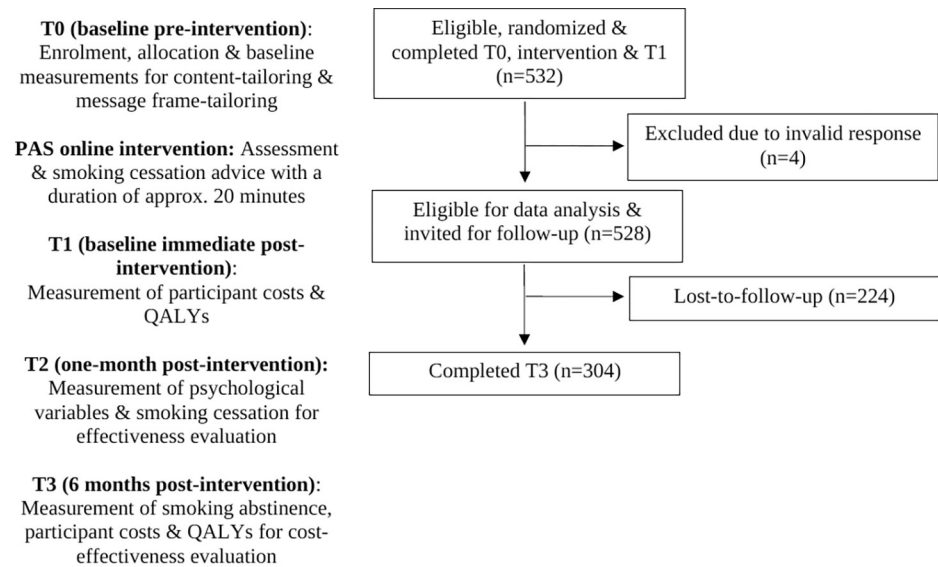 T0 (baseline pre-intervention):
Enrolment, allocation & baseline
measurements for content-tailoring &
message frame-tailoring
PAS online intervention: Assessment
& smoking cessation advice with a
duration of approx. 20 minutes
T1 (baseline immediate post-
intervention):
Measurement of participant costs &
QALYs
T2 (one-month post-intervention):
Measurement of psychological
variables & smoking cessation for
effectiveness evaluation
T3 (6 months post-intervention):
Measurement of smoking abstinence,
participant costs & QALYs for cost-
effectiveness evaluation
Eligible, randomized &
completed T0, intervention & T1
(n=532)
Excluded due to invalid response
(n=4)
Eligible for data analysis &
invited for follow-up (n=528)
Lost-to-follow-up (n=224)
Completed T3 (n=304)